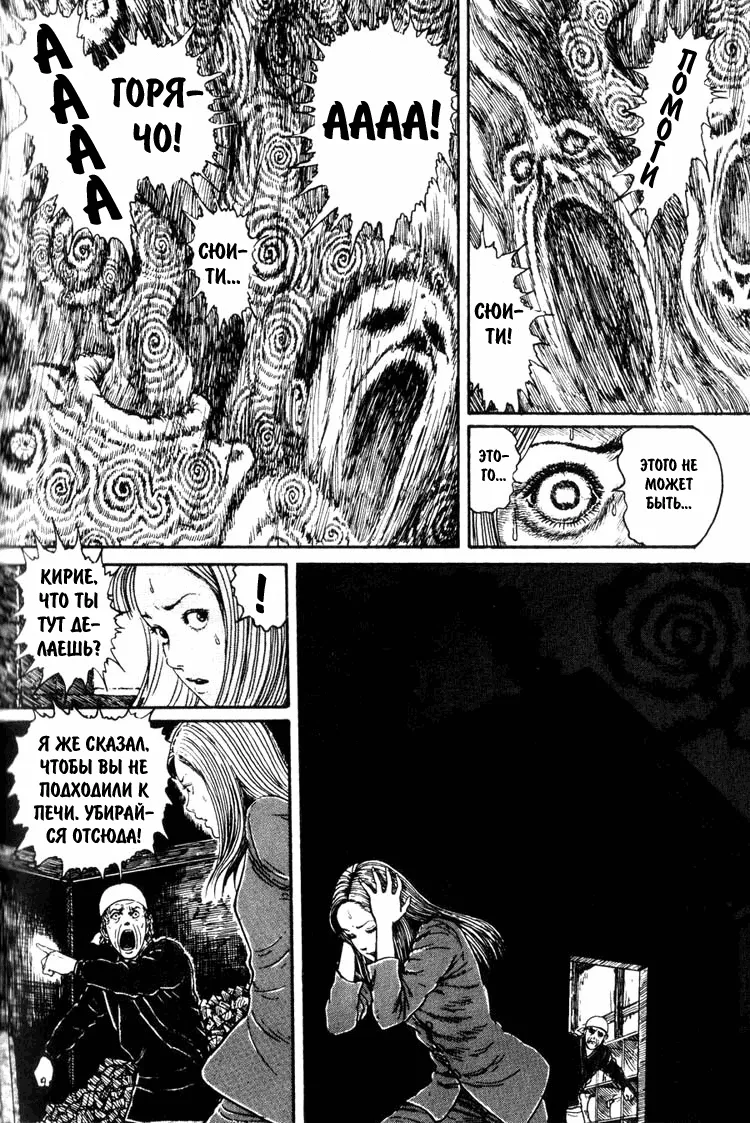 ПОМОТИ
СЮИ-
ТИ!
ЭТОГО НЕ
МОЖЕТ
БЫТЬ...
ЭТО-
ГО...
АААА!
СЮИ-
ТИ...
ГОРЯ-
ЧО!
АААА
!
КИРИЕ,
ЧТО ТЫ
ТУТ ДЕ-
ЛАЕШЬ?
Я ЖЕ СКАЗАЛ,
ЧТОБЫ ВЫ НЕ
ПОДХОДИЛИ К
ПЕЧИ. УБИРАЙ-
СЯ ОТСЮДА!